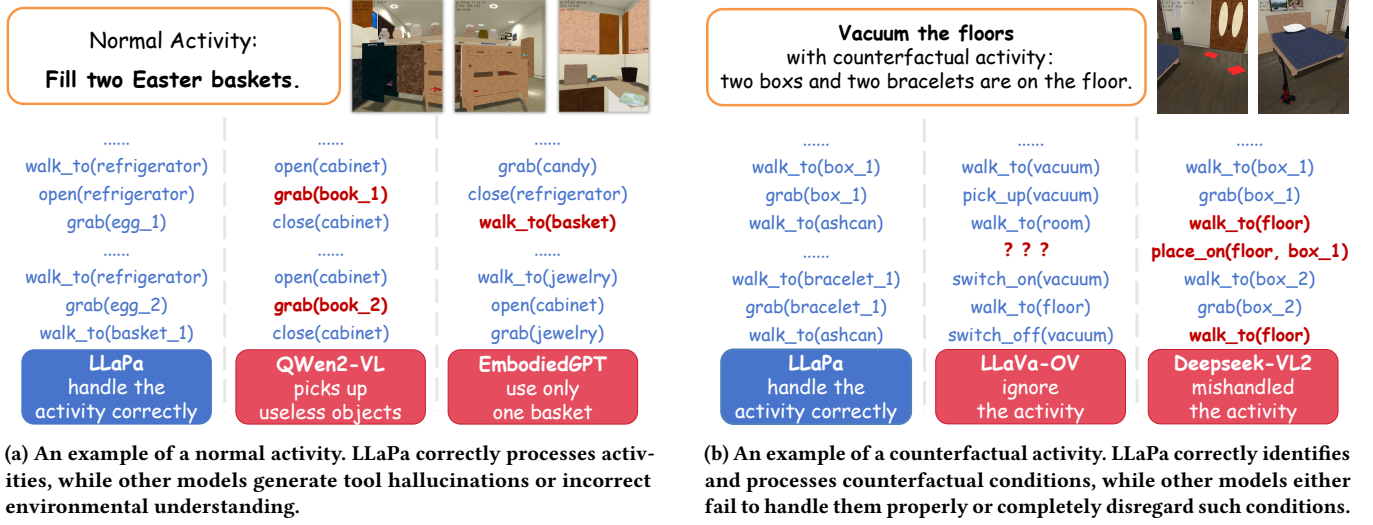 Normal Activity:
Fill two Easter baskets.
......
walk_to(refrigerator)
open(refrigerator)
grab(egg_1)
......
walk_to(refrigerator)
grab(egg_2)
walk_to(basket_1)
LLaPa
handle the
activity correctly
......
open(cabinet)
grab(book_1)
close(cabinet)
......
open(cabinet)
grab(book_2)
close(cabinet)
QWen2-VL
picks up
useless objects
......
grab(candy)
close(refrigerator)
walk_to(basket)
......
walk_to(jewelry)
open(cabinet)
grab(jewelry)
EmbodiedGPT
use only
one basket
(a) An example of a normal activity. LLaPa correctly processes activ-
ities, while other models generate tool hallucinations or incorrect
environmental understanding.
Vacuum the floors
with counterfactual activity:
two boxs and two bracelets are on the floor.
......
walk_to(box_1)
grab(box_1)
walk_to(ashcan)
......
walk_to(bracelet_1)
grab(bracelet_1)
walk_to(ashcan)
LLaPa
handle the
activity correctly
......
walk_to(vacuum)
pick_up(vacuum)
walk_to(room)
? ? ?
switch_on(vacuum)
walk_to(floor)
switch_off(vacuum)
LLaVa-OV
ignore
the activity
......
walk_to(box_1)
grab(box_1)
walk_to(floor)
place_on(floor, box_1)
walk_to(box_2)
grab(box_2)
walk_to(floor)
Deepseek-VL2
mishandled
the activity
(b) An example of a counterfactual activity. LLaPa correctly identifies
and processes counterfactual conditions, while other models either
fail to handle them properly or completely disregard such conditions.